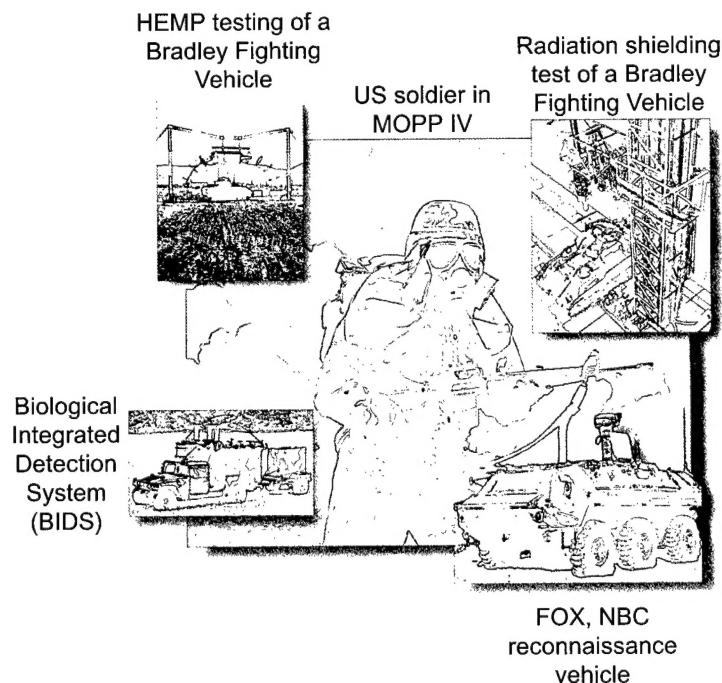 HEMP testing of a
Bradley Fighting
Vehicle
US soldier in
MOPP IV
Radiation shielding
test of a Bradley
Fighting Vehicle
Biological
Integrated
Detection
System
(BIDS)
FOX, NBC
reconnaissance
vehicle